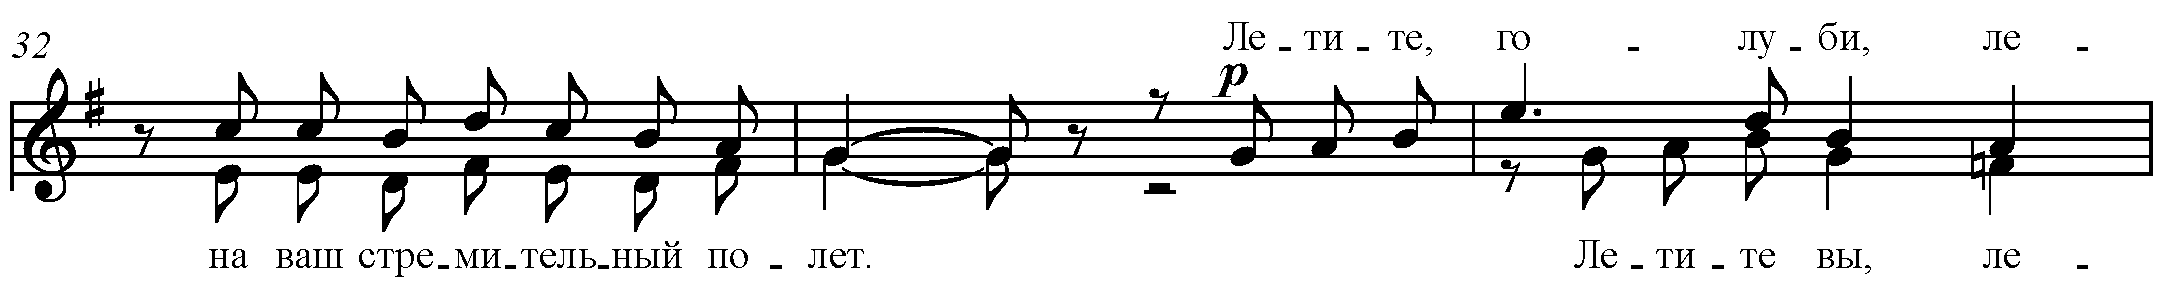 Ле - ти - те, го - лу - би, ле -
32
p
на ваш стре - ми - тель - ный по - лет. Ле - ти - те вы, ле -